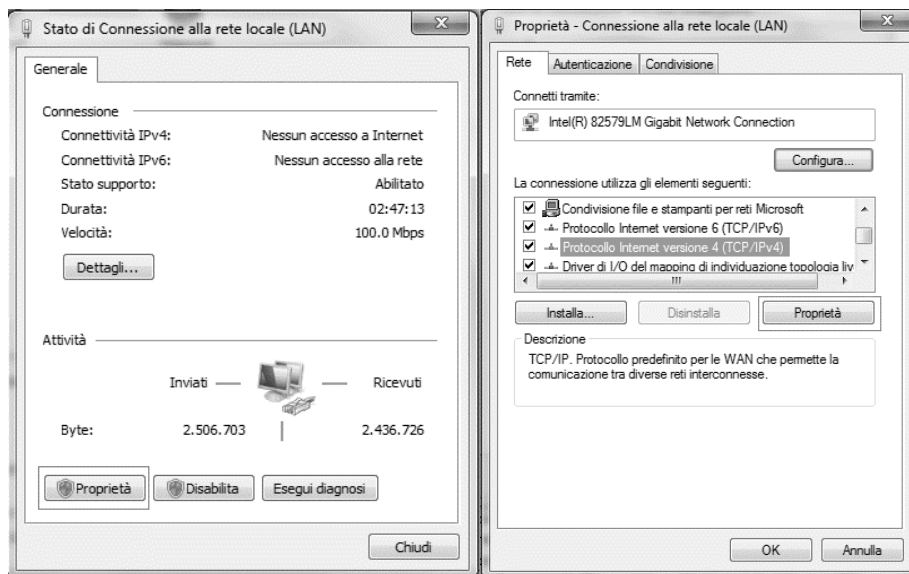 Stato di Connessione alla rete locale (LAN)
Generale
Connessione
Connettività IPv4: Nessun accesso a Internet
Connettività IPv6: Nessun accesso alla rete
Stato supporto: Abilitato
Durata: 02:47:13
Velocità: 100.0 Mbps
Dettagli...
Attività
Inviati — — Ricevuti
Byte: 2.506.703 | 2.436.726
Proprietà Disabilita Esegui diagnosi
Chiudi
Proprietà - Connessione alla rete locale (LAN)
Rete Autenticazione Condivisione
Connetti tramite:
Intel(R) 82579LM Gigabit Network Connection
Configura...
La connessione utilizza gli elementi seguenti:
Condivisione file e stampanti per reti Microsoft
Protocollo Internet versione 6 (TCP/IPv6)
Protocollo Internet versione 4 (TCP/IPv4)
Driver di I/O del mapping di individuazione topologia liv
Installa... Disinstalla Proprietà
Descrizione
TCP/IP. Protocollo predefinito per le WAN che permette la
comunicazione tra diverse reti interconnesse.
OK Annulla